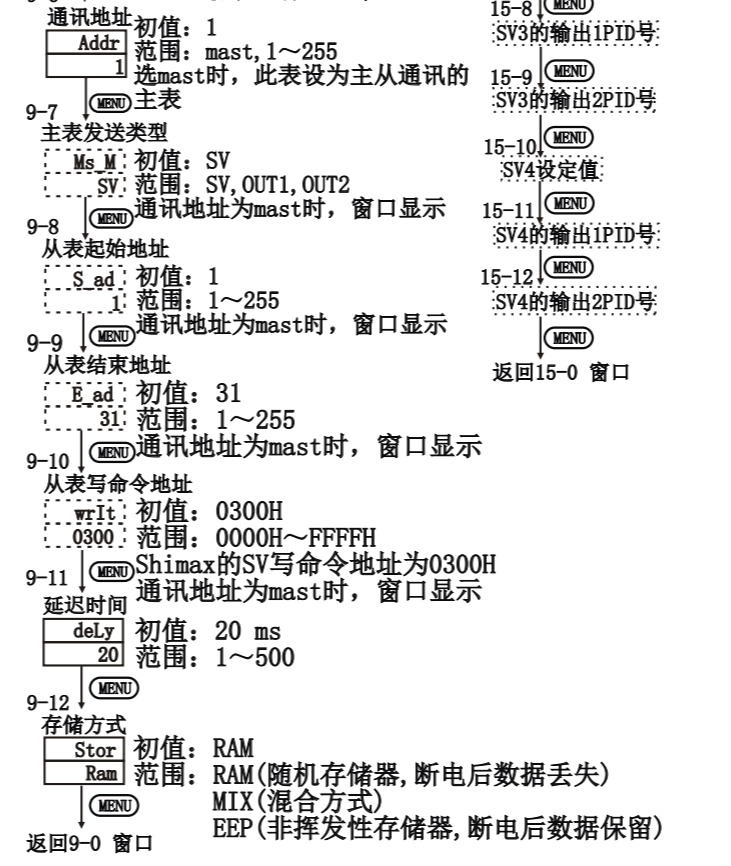 通讯地址
Addr
1
初值：1
范围：mast,1～255
选mast时，此表设为主从通讯的
主表
MENU
9-7
主表发送类型
Ms_M
SV
初值：SV
范围：SV,OUT1,OUT2
通讯地址为mast时，窗口显示
MENU
9-8
从表起始地址
S_ad
1
初值：1
范围：1～255
通讯地址为mast时，窗口显示
MENU
9-9
从表结束地址
E_ad
31
初值：31
范围：1～255
通讯地址为mast时，窗口显示
MENU
9-10
从表写命令地址
wrIt
0300
初值：0300H
范围：0000H～FFFFH
Shimax的SV写命令地址为0300H
通讯地址为mast时，窗口显示
MENU
9-11
延迟时间
deLy
20
初值：20 ms
范围：1～500
MENU
9-12
存储方式
Stor
Ram
初值：RAM
范围：RAM(随机存储器,断电后数据丢失)
MIX(混合方式)
EEP(非挥发性存储器,断电后数据保留)
MENU
返回9-0 窗口
15-8
MENU
SV3的输出1PID号
15-9
MENU
SV3的输出2PID号
15-10
MENU
SV4设定值
15-11
MENU
SV4的输出1PID号
15-12
MENU
SV4的输出2PID号
MENU
返回15-0 窗口